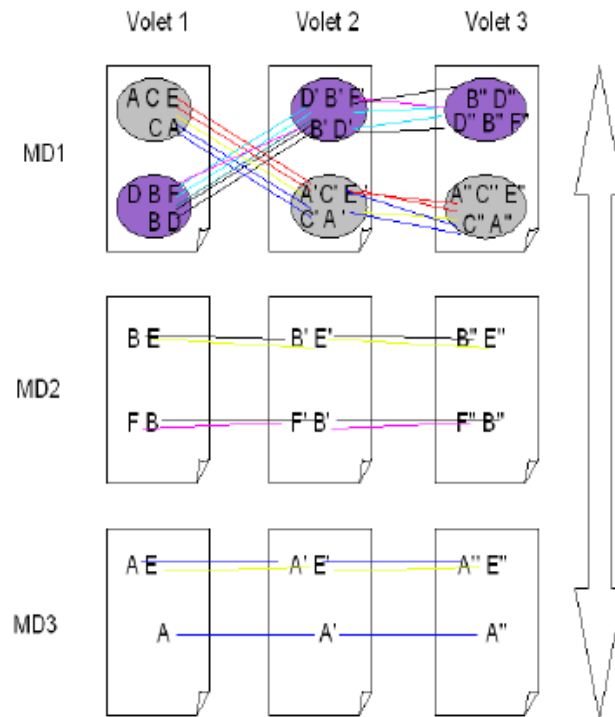 Volet 1 Volet 2 Volet 3
MD1
A C E
C A
D B F
B D
D' B' F'
B' D'
A' C' E'
C' A'
B" D"
D" B" F"
A" C" E"
C" A"
MD2
B E B' E' B" E"
F B F' B' F" B"
MD3
A E A' E' A" E"
A A' A"